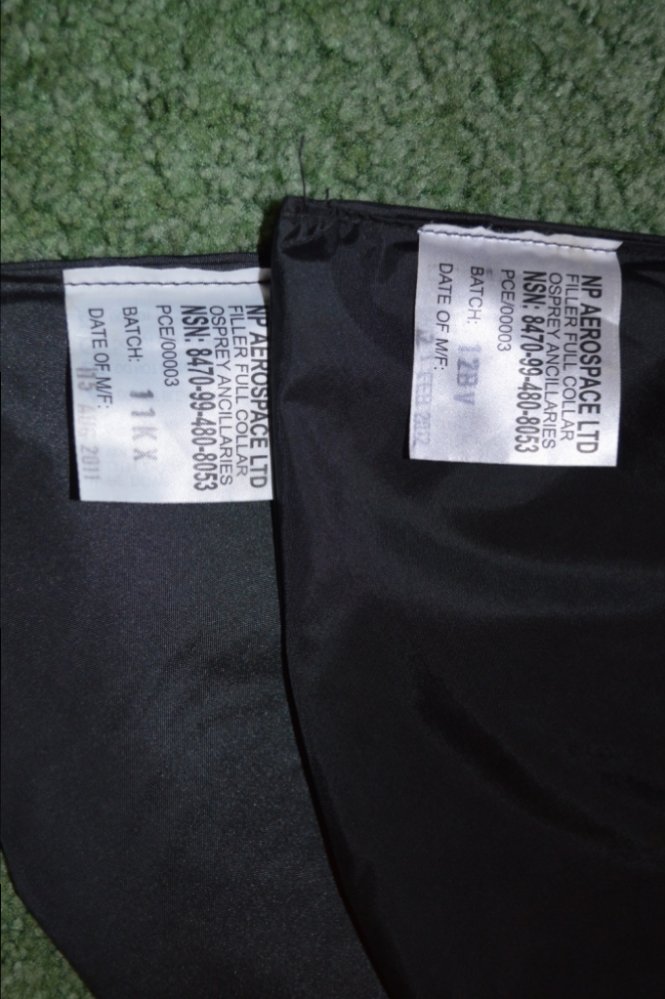 NP AEROSPACE LTD
FILLER FULL COLLAR
OSPREY ANCILLARIES
NSN: 8470-99-480-8053
PCE/00003
BATCH: 11KX
DATE OF M/F: 2011
NP AEROSPACE LTD
FILLER FULL COLLAR
OSPREY ANCILLARIES
NSN: 8470-99-480-8053
PCE/00003
BATCH: 12BV
DATE OF M/F: FEB